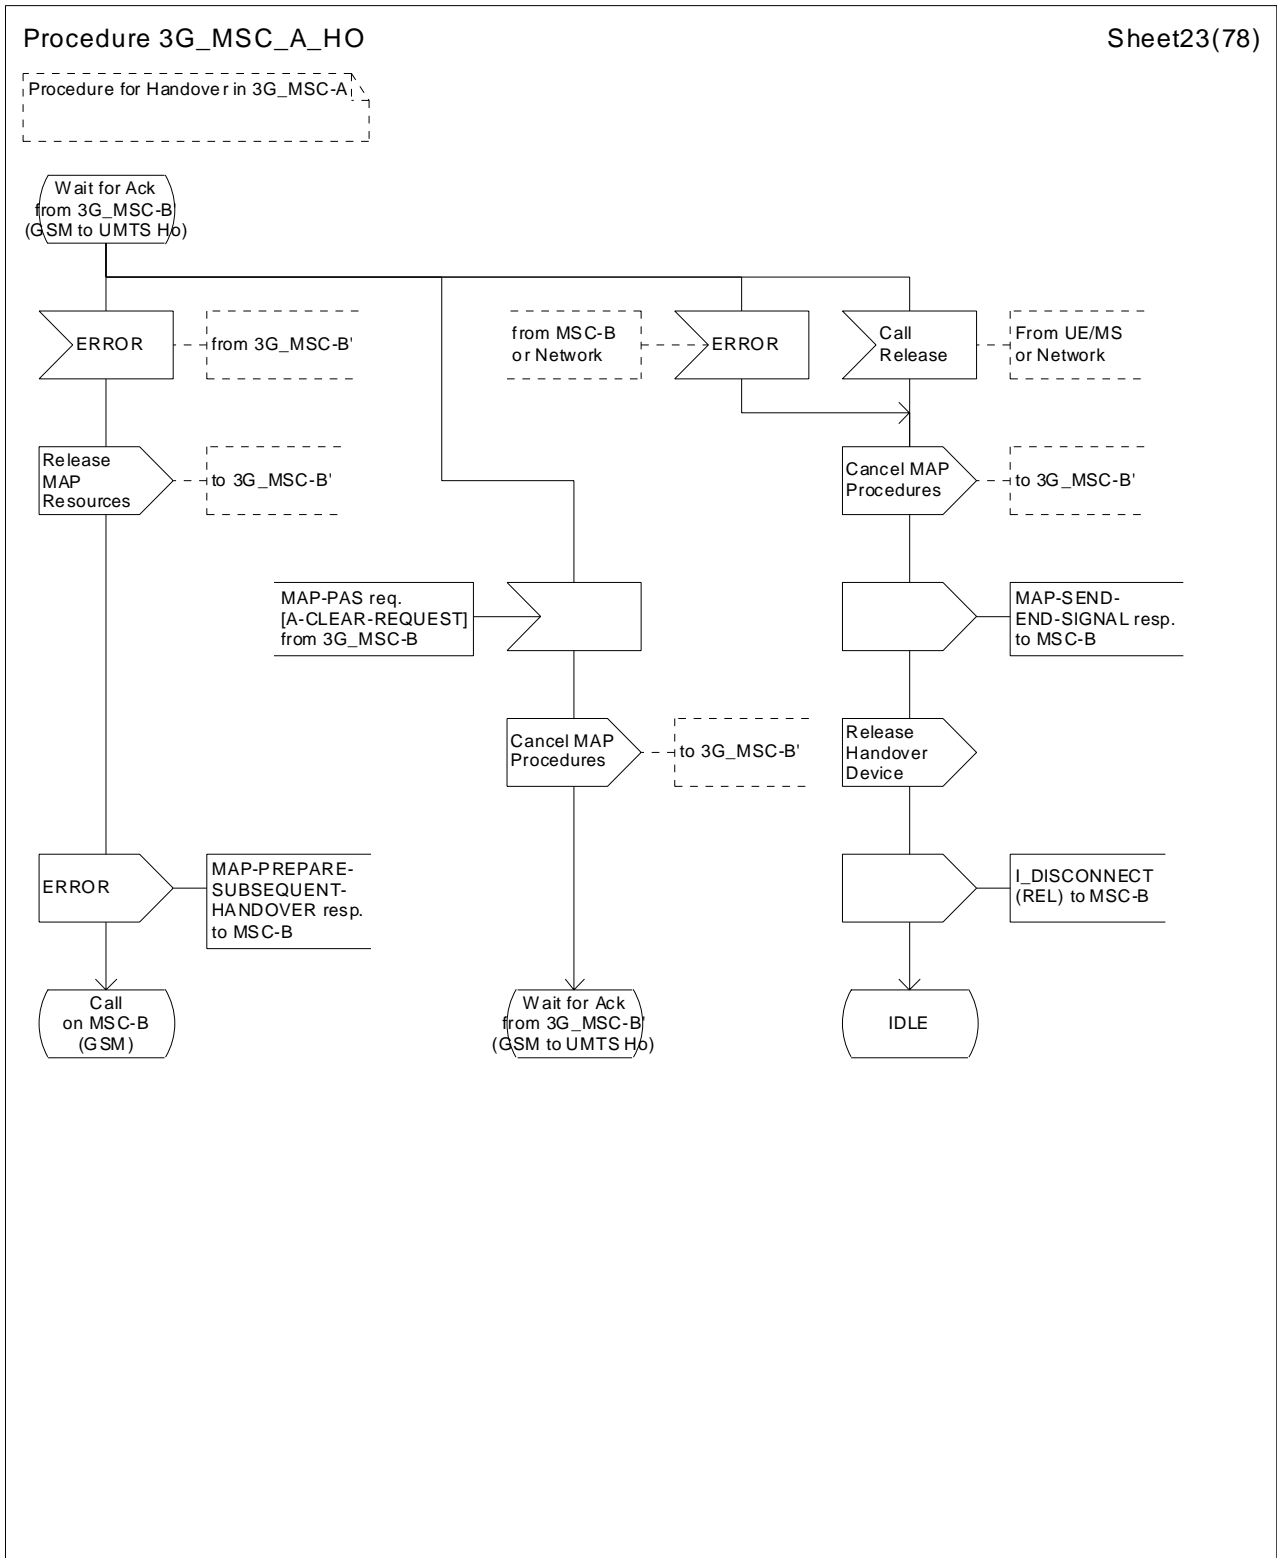 Procedure 3G_MSC_A_HO
Sheet23(78)
Procedure for Handover in 3G_MSC-A
Wait for Ack
from 3G_MSC-B'
(GSM to UMTS Ho)
ERROR
from 3G_MSC-B'
from MSC-B
or Network
ERROR
Call
Release
From UE/MS
or Network
Release
MAP
Resources
to 3G_MSC-B'
Cancel MAP
Procedures
to 3G_MSC-B'
MAP-PAS req.
[A-CLEAR-REQUEST]
from 3G_MSC-B
MAP-SEND-
END-SIGNAL resp.
to MSC-B
Cancel MAP
Procedures
to 3G_MSC-B'
Release
Handover
Device
ERROR
MAP-PREPARE-
SUBSEQUENT-
HANDOVER resp.
to MSC-B
I_DISCONNECT
(REL) to MSC-B
Call
on MSC-B
(GSM)
Wait for Ack
from 3G_MSC-B'
(GSM to UMTS Ho)
IDLE